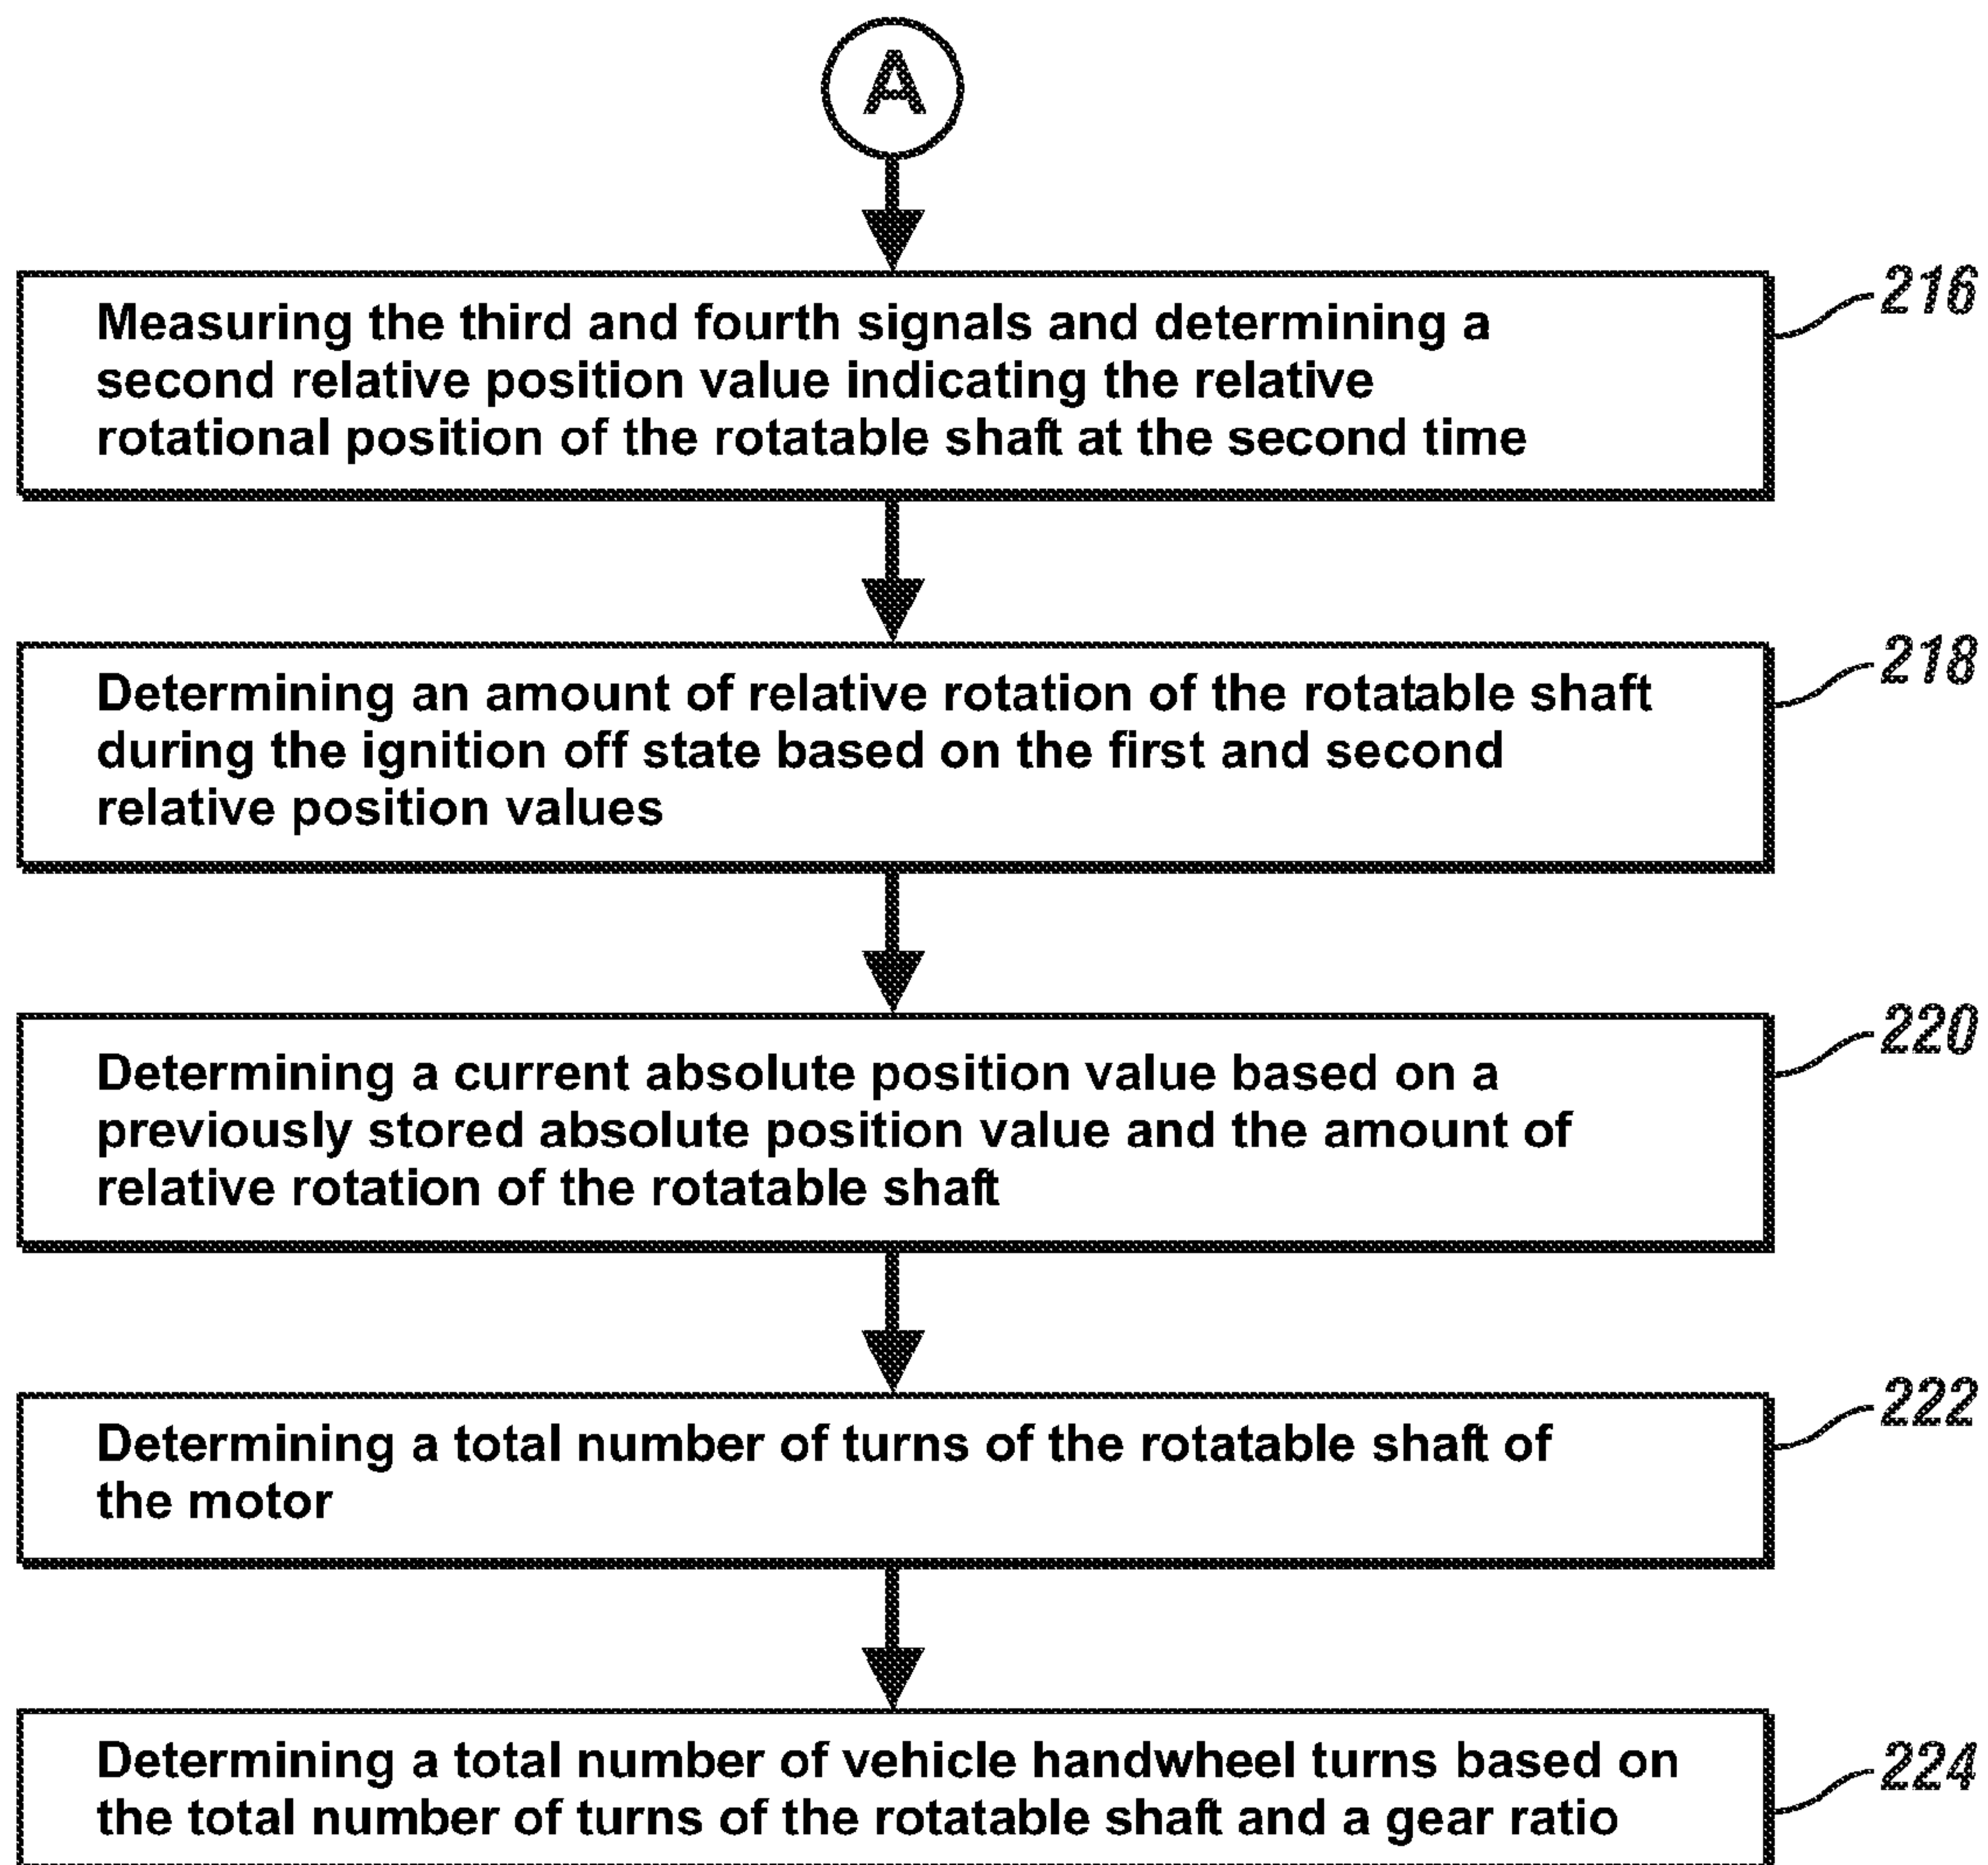 A
Measuring the third and fourth signals and determining a
second relative position value indicating the relative
rotational position of the rotatable shaft at the second time
216
Determining an amount of relative rotation of the rotatable shaft
during the ignition off state based on the first and second
relative position values
218
Determining a current absolute position value based on a
previously stored absolute position value and the amount of
relative rotation of the rotatable shaft
220
Determining a total number of turns of the rotatable shaft of
the motor
222
Determining a total number of vehicle handwheel turns based on
the total number of turns of the rotatable shaft and a gear ratio
224